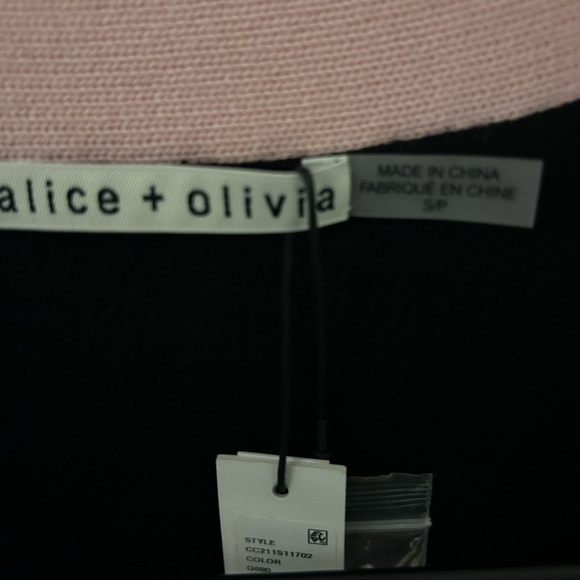 alice + olivia
MADE IN CHINA
FABRIQUÉ EN CHINE
S/P
STYLE
CC211S11702
COLOR